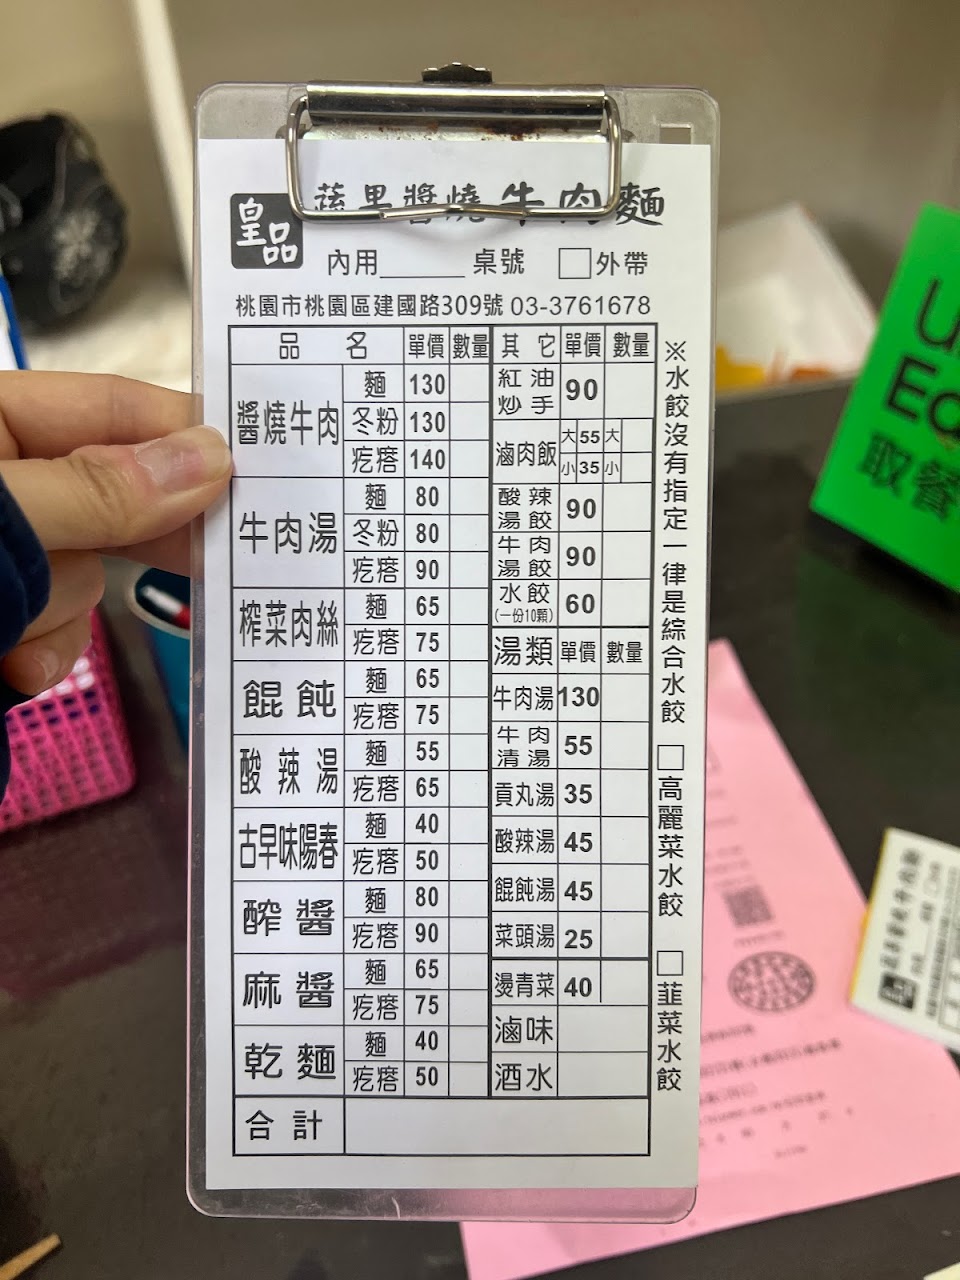 皇品
蔬果醬燒牛肉麵
內用______桌號 □外帶
桃園市桃園區建國路309號 03-3761678
品 名 單價 數量
醬燒牛肉 麵 130
冬粉 130
疙瘩 140
牛肉湯 麵 80
冬粉 80
疙瘩 90
榨菜肉絲 麵 65
疙瘩 75
餛飩 麵 65
疙瘩 75
酸辣湯 麵 55
疙瘩 65
古早味陽春 麵 40
疙瘩 50
醡醬 麵 80
疙瘩 90
麻醬 麵 65
疙瘩 75
乾麵 麵 40
疙瘩 50
合計
其它 單價 數量
紅油炒手 90
滷肉飯 大 55 大
小 35 小
酸辣湯餃 90
牛肉湯餃 90
水餃 60
(一份10顆)
湯類 單價 數量
牛肉湯 130
牛肉清湯 55
貢丸湯 35
酸辣湯 45
餛飩湯 45
菜頭湯 25
燙青菜 40
滷味
酒水
※水餃沒有指定一律是綜合水餃 □高麗菜水餃 □韮菜水餃
取餐